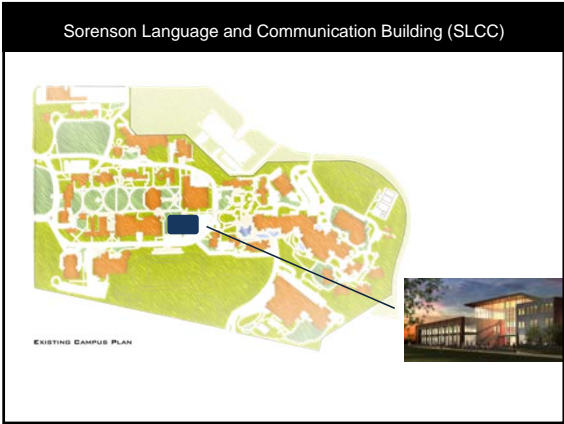 Sorenson Language and Communication Building (SLCC)
EXISTING CAMPUS PLAN